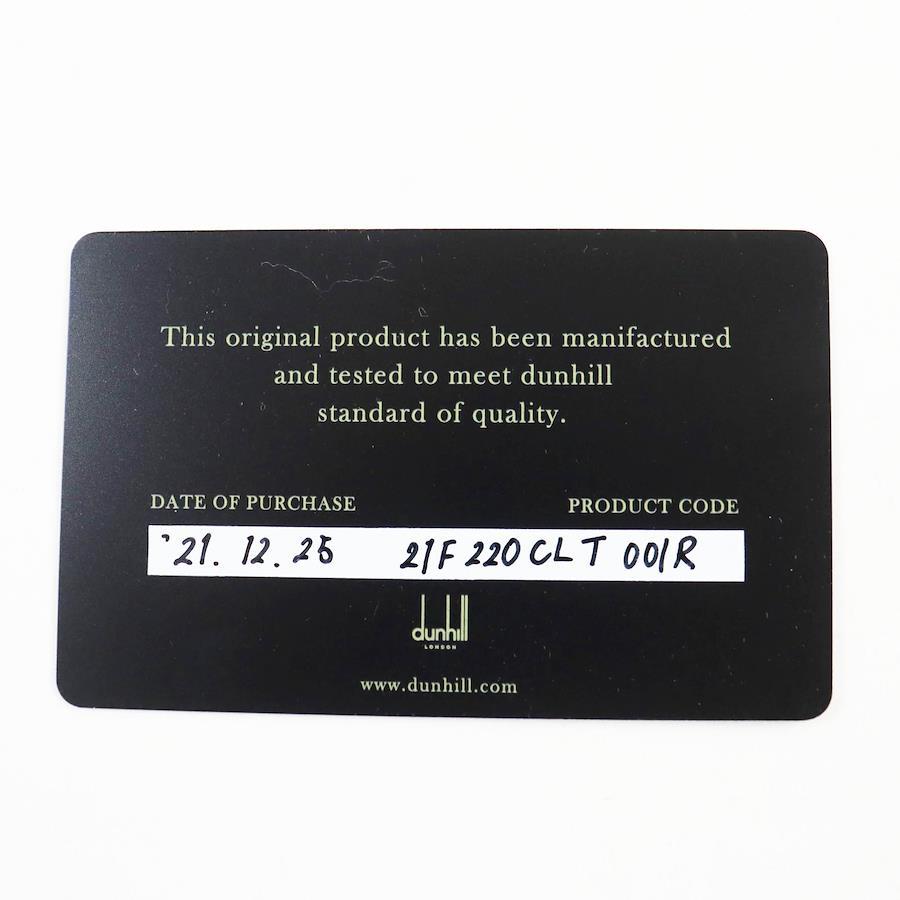 This original product has been manifactured
and tested to meet dunhill
standard of quality.
DATE OF PURCHASE PRODUCT CODE
'21. 12. 25 21F220CLT001R
dunhill
LONDON
www.dunhill.com